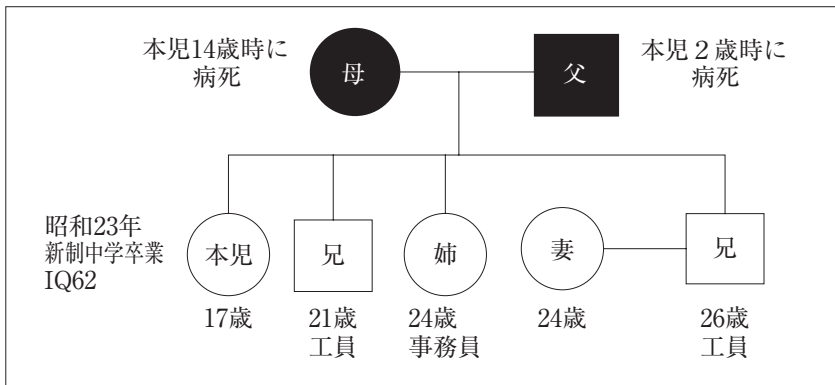 本児14歳時に
病死
母
父
本児2歳時に
病死
昭和23年
新制中学卒業
IQ62
本児
兄
姉
妻
兄
17歳
21歳
工員
24歳
事務員
24歳
26歳
工員